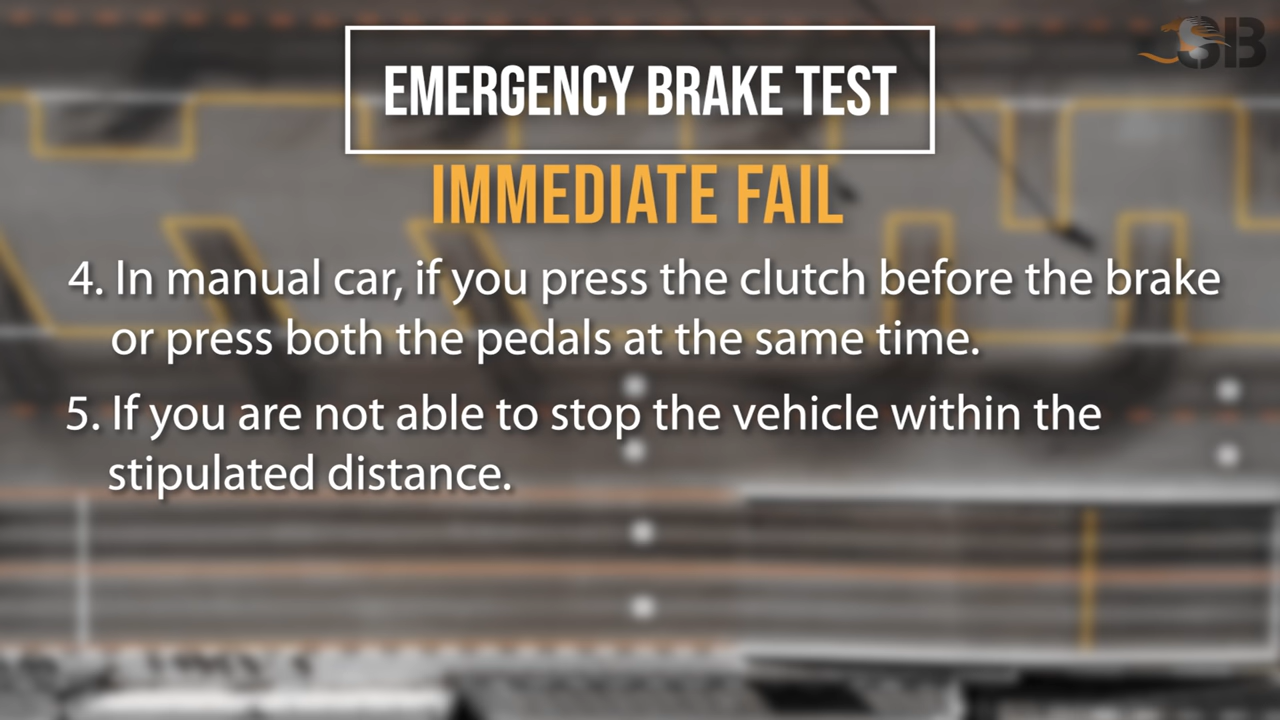 SB
EMERGENCY BRAKE TEST
IMMEDIATE FAIL
4. In manual car, if you press the clutch before the brake
or press both the pedals at the same time.
5. If you are not able to stop the vehicle within the
stipulated distance.